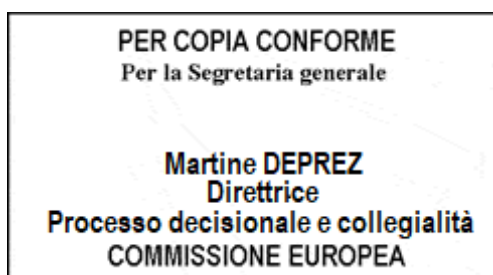 PER COPIA CONFORME
Per la Segretaria generale
Martine DEPREZ
Direttrice
Processo decisionale e collegialità
COMMISSIONE EUROPEA